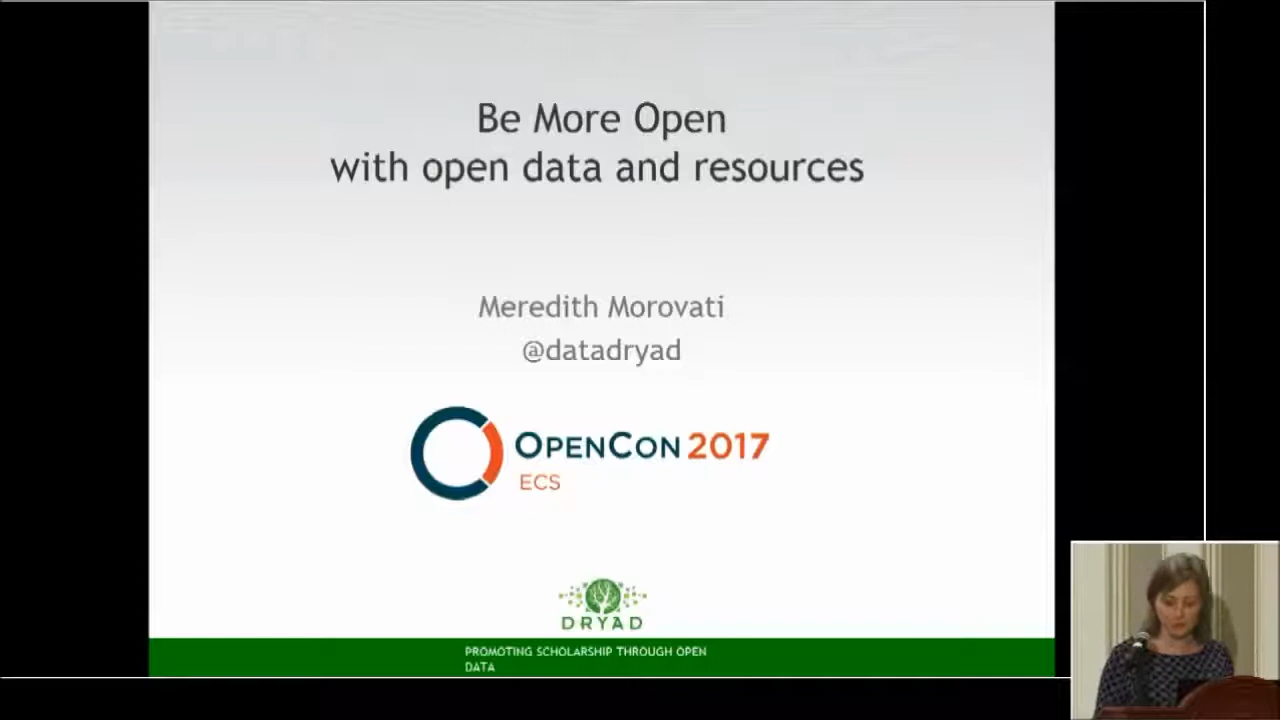 Be More Open
with open data and resources
Meredith Morovati
@datadryad
OPENCON 2017
ECS
DRYAD
PROMOTING SCHOLARSHIP THROUGH OPEN
DATA